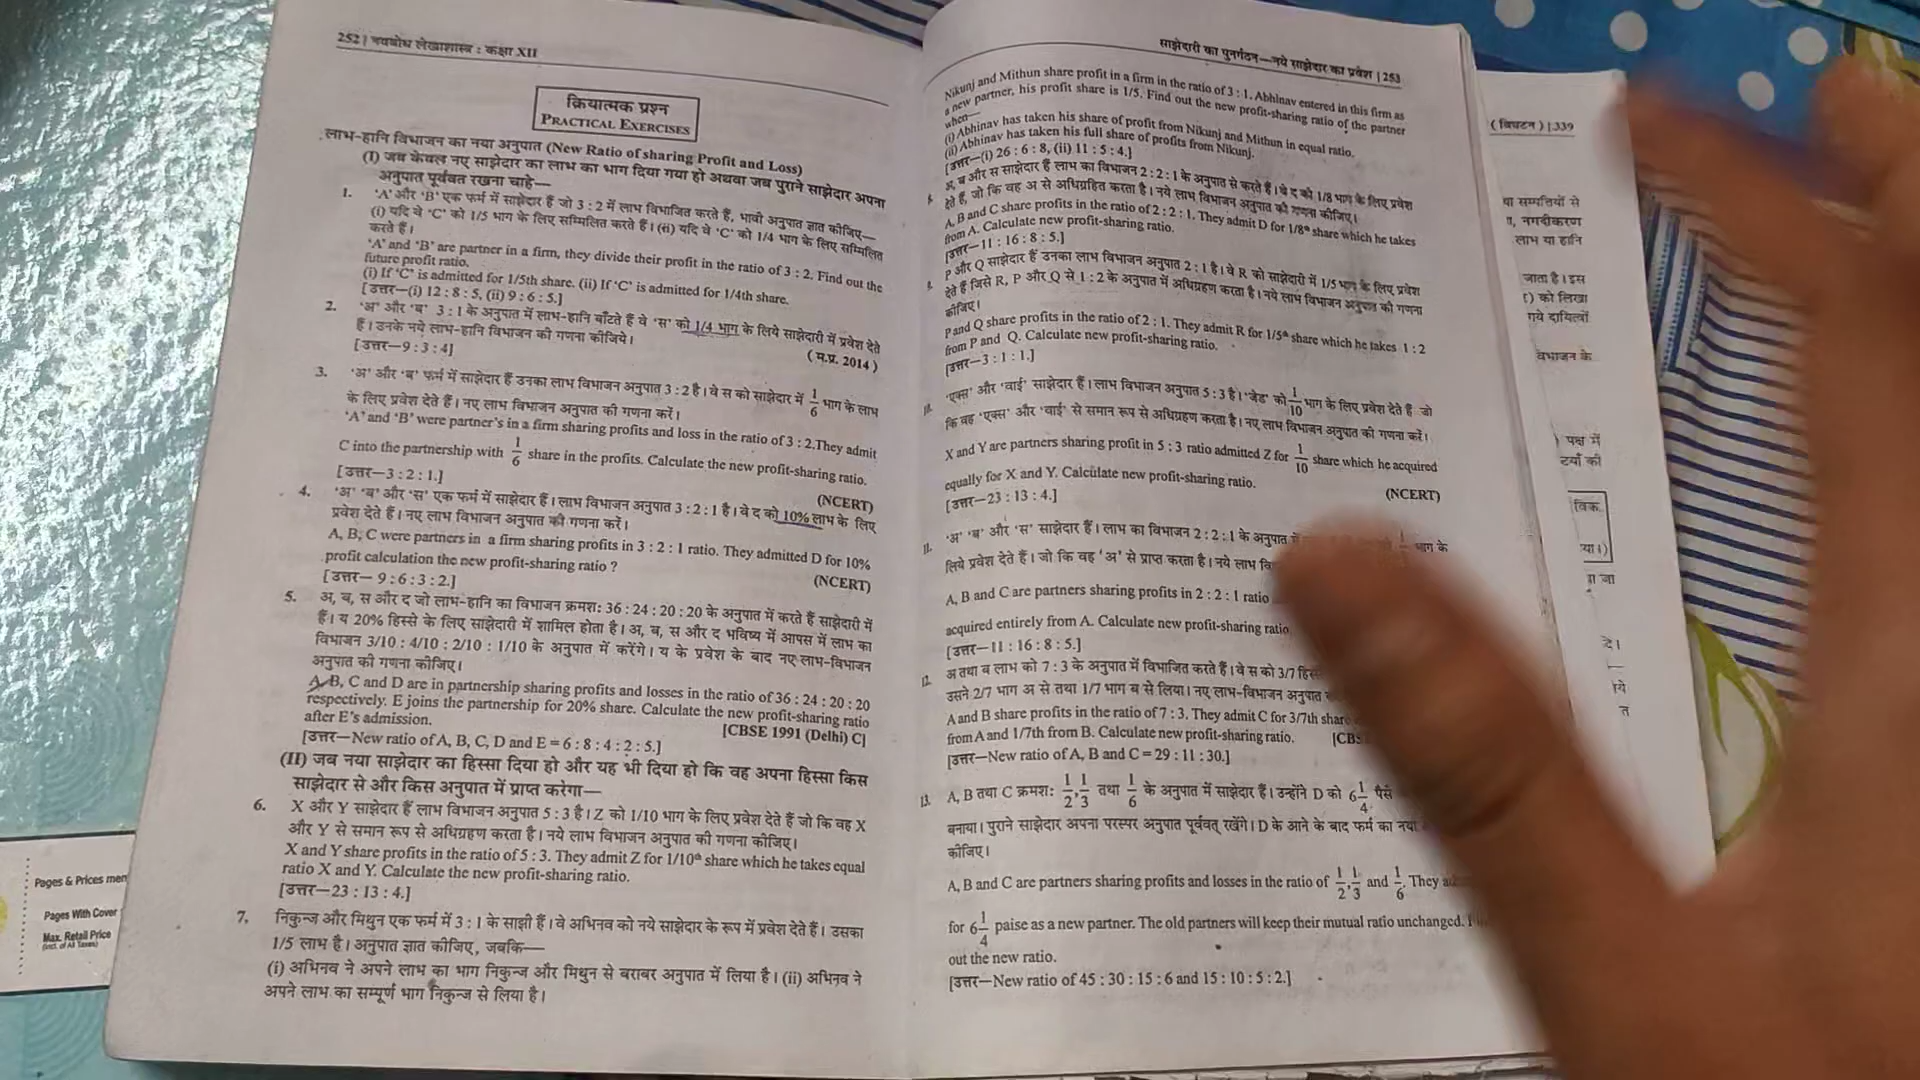 252 | नवबोध लेखाशास्त्र : कक्षा XII
क्रियात्मक प्रश्न
PRACTICAL EXERCISES
लाभ-हानि विभाजन का नया अनुपात (New Ratio of sharing Profit and Loss)
(I) जब केवल नए साझेदार का लाभ का भाग दिया गया हो अथवा जब पुराने साझेदार अपना
अनुपात पूर्ववत रखना चाहे—
1. 'A' और 'B' एक फर्म में साझेदार हैं जो 3 : 2 में लाभ विभाजित करते हैं, भावी अनुपात ज्ञात कीजिए—
(i) यदि वे 'C' को 1/5 भाग के लिए सम्मिलित करते हैं। (ii) यदि वे 'C' को 1/4 भाग के लिए सम्मिलित
करते हैं।
'A' and 'B' are partner in a firm, they divide their profit in the ratio of 3 : 2. Find out the
future profit ratio.
(i) If 'C' is admitted for 1/5th share. (ii) If 'C' is admitted for 1/4th share.
[उत्तर—(i) 12 : 8 : 5, (ii) 9 : 6 : 5.]
2. 'अ' और 'ब' 3 : 1 के अनुपात में लाभ-हानि बाँटते हैं वे 'स' को 1/4 भाग के लिये साझेदारी में प्रवेश देते
हैं। उनके नये लाभ-हानि विभाजन की गणना कीजिये।
(म.प्र. 2014)
[उत्तर—9 : 3 : 4]
3. 'अ' और 'ब' फर्म में साझेदार हैं उनका लाभ विभाजन अनुपात 3 : 2 है। वे स को साझेदार में 1/6 भाग के लाभ
के लिए प्रवेश देते हैं। नए लाभ विभाजन अनुपात की गणना करें।
'A' and 'B' were partner's in a firm sharing profits and loss in the ratio of 3 : 2.They admit
C into the partnership with 1/6 share in the profits. Calculate the new profit-sharing ratio.
[उत्तर—3 : 2 : 1.]
(NCERT)
4. 'अ' 'ब' और 'स' एक फर्म में साझेदार हैं। लाभ विभाजन अनुपात 3 : 2 : 1 है। वे द को 10% लाभ के लिए
प्रवेश देते हैं। नए लाभ विभाजन अनुपात की गणना करें।
A, B, C were partners in a firm sharing profits in 3 : 2 : 1 ratio. They admitted D for 10%
profit calculation the new profit-sharing ratio ?
(NCERT)
[उत्तर— 9 : 6 : 3 : 2.]
5. अ, ब, स और द जो लाभ-हानि का विभाजन क्रमश: 36 : 24 : 20 : 20 के अनुपात में करते हैं साझेदारी में
हैं। य 20% हिस्से के लिए साझेदारी में शामिल होता है। अ, ब, स और द भविष्य में आपस में लाभ का
विभाजन 3/10 : 4/10 : 2/10 : 1/10 के अनुपात में करेंगे। य के प्रवेश के बाद नए लाभ-विभाजन
अनुपात की गणना कीजिए।
A, B, C and D are in partnership sharing profits and losses in the ratio of 36 : 24 : 20 : 20
respectively. E joins the partnership for 20% share. Calculate the new profit-sharing ratio
after E's admission.
[CBSE 1991 (Delhi) C]
[उत्तर—New ratio of A, B, C, D and E = 6 : 8 : 4 : 2 : 5.]
(II) जब नया साझेदार का हिस्सा दिया हो और यह भी दिया हो कि वह अपना हिस्सा किस
साझेदार से और किस अनुपात में प्राप्त करेगा—
6. X और Y साझेदार हैं लाभ विभाजन अनुपात 5 : 3 है। Z को 1/10 भाग के लिए प्रवेश देते हैं जो कि वह X
और Y से समान रूप से अधिग्रहण करता है। नये लाभ विभाजन अनुपात की गणना कीजिए।
X and Y share profits in the ratio of 5 : 3. They admit Z for 1/10th share which he takes equal
ratio X and Y. Calculate the new profit-sharing ratio.
[उत्तर—23 : 13 : 4.]
7. निकुन्ज और मिथुन एक फर्म में 3 : 1 के साझी हैं। वे अभिनव को नये साझेदार के रूप में प्रवेश देते हैं। उसका
1/5 लाभ है। अनुपात ज्ञात कीजिए, जबकि—
(i) अभिनव ने अपने लाभ का भाग निकुन्ज और मिथुन से बराबर अनुपात में लिया है। (ii) अभिनव ने
अपने लाभ का सम्पूर्ण भाग निकुन्ज से लिया है।
साझेदारी का पुनर्गठन—नये साझेदार का प्रवेश | 253
Nikunj and Mithun share profit in a firm in the ratio of 3 : 1. Abhinav entered in this firm as
a new partner, his profit share is 1/5. Find out the new profit-sharing ratio of the partner
when—
(i) Abhinav has taken his share of profit from Nikunj and Mithun in equal ratio.
(ii) Abhinav has taken his full share of profits from Nikunj.
[उत्तर—(i) 26 : 6 : 8, (ii) 11 : 5 : 4.]
अ, ब और स साझेदार हैं लाभ का विभाजन 2 : 2 : 1 के अनुपात से करते हैं। वे द को 1/8 भाग के लिए प्रवेश
देते हैं, जो कि वह अ से अधिग्रहित करता है। नये लाभ विभाजन अनुपात की गणना कीजिए।
A, B and C share profits in the ratio of 2 : 2 : 1. They admit D for 1/8th share which he takes
from A. Calculate new profit-sharing ratio.
[उत्तर—11 : 16 : 8 : 5.]
P और Q साझेदार हैं उनका लाभ विभाजन अनुपात 2 : 1 है। वे R को साझेदारी में 1/5 भाग के लिए प्रवेश
देते हैं जिसे R, P और Q से 1 : 2 के अनुपात में अधिग्रहण करता है। नये लाभ विभाजन अनुपात की गणना
कीजिए।
P and Q share profits in the ratio of 2 : 1. They admit R for 1/5th share which he takes 1 : 2
from P and Q. Calculate new profit-sharing ratio.
[उत्तर—3 : 1 : 1.]
10. 'एक्स' और 'वाई' साझेदार हैं। लाभ विभाजन अनुपात 5 : 3 है। 'जेड' को 1/10 भाग के लिए प्रवेश देते हैं जो
कि वह 'एक्स' और 'वाई' से समान रूप से अधिग्रहण करता है। नए लाभ विभाजन अनुपात की गणना करें।
X and Y are partners sharing profit in 5 : 3 ratio admitted Z for 1/10 share which he acquired
equally for X and Y. Calculate new profit-sharing ratio.
(NCERT)
[उत्तर—23 : 13 : 4.]
11. 'अ' 'ब' और 'स' साझेदार हैं। लाभ का विभाजन 2 : 2 : 1 के अनुपात में भाग के
लिये प्रवेश देते हैं। जो कि वह 'अ' से प्राप्त करता है। नये लाभ
A, B and C are partners sharing profits in 2 : 2 : 1 ratio
acquired entirely from A. Calculate new profit-sharing ratio
[उत्तर—11 : 16 : 8 : 5.]
12. अ तथा ब लाभ को 7 : 3 के अनुपात में विभाजित करते हैं। वे स को 3/7
उसने 2/7 भाग अ से तथा 1/7 भाग ब से लिया। नए लाभ-विभाजन अनुपात
A and B share profits in the ratio of 7 : 3. They admit C for 3/7th share
from A and 1/7th from B. Calculate new profit-sharing ratio.
[उत्तर—New ratio of A, B and C = 29 : 11 : 30.]
13. A, B तथा C क्रमश: 1/2, 1/3 तथा 1/6 के अनुपात में साझेदार हैं। उन्होंने D को 6 1/4 पैसे
बनाया। पुराने साझेदार अपना परस्पर अनुपात पूर्ववत् रखेंगे। D के आने के बाद फर्म का नया
कीजिए।
A, B and C are partners sharing profits and losses in the ratio of 1/2, 1/3 and 1/6. They
for 6 1/4 paise as a new partner. The old partners will keep their mutual ratio unchanged.
out the new ratio.
[उत्तर—New ratio of 45 : 30 : 15 : 6 and 15 : 10 : 5 : 2.]
(विघटन) | 339
सम्पत्तियों से
नगदीकरण
लाभ या हानि
जाता है। इस
को लिखा
गये दायित्वों
विभाजन के
पक्ष में
Pages & Prices
Pages With Cover
Max. Retail Price
(Incl. of All Taxes)